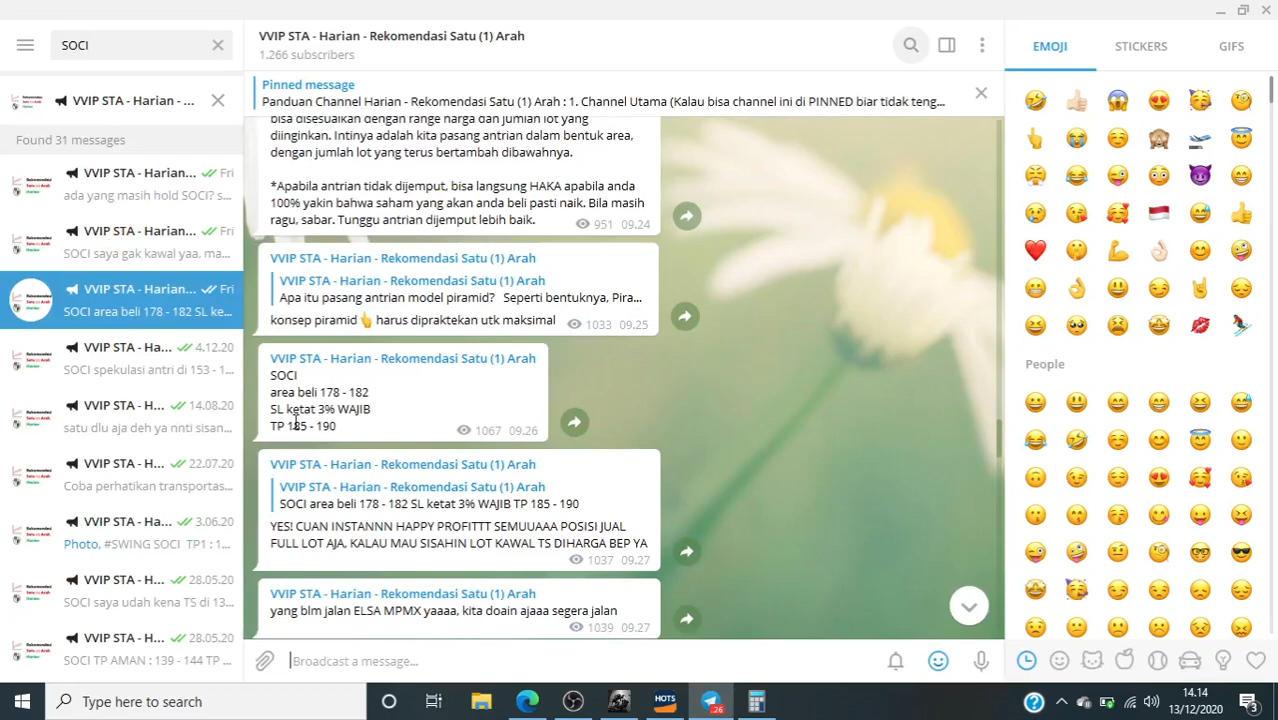 SOCI
VVIP STA - Harian - ...
Found 31 messages
VVIP STA - Harian... Fri
ada yang masih hold SOCI? s...
VVIP STA - Harian... Fri
SOCI saya gak kawal yaa, ma...
VVIP STA - Harian... Fri
SOCI area beli 178 - 182 SL ke...
VVIP STA - Ha... 4.12.20
SOCI spekulasi antri di 153 - 1...
VVIP STA - H... 14.08.20
satu dlu aja deh ya nnti sisan...
VVIP STA - H... 22.07.20
Coba perhatikan transportas...
VVIP STA - Ha... 3.06.20
Photo, #SWING SOCI TP1 : 1...
VVIP STA - H... 28.05.20
SOCI saya udah kena TS di 13...
VVIP STA - H... 28.05.20
SOCI TP AMAN : 139 - 144 TP ...
VVIP STA - Harian - Rekomendasi Satu (1) Arah
1.266 subscribers
Pinned message
Panduan Channel Harian - Rekomendasi Satu (1) Arah : 1. Channel Utama (Kalau bisa channel ini di PINNED biar tidak teng...
bisa disesuaikan dengan range harga dan jumlah lot yang
diinginkan. Intinya adalah kita pasang antrian dalam bentuk area,
dengan jumlah lot yang terus bertambah dibawahnya.
*Apabila antrian tidak dijemput, bisa langsung HAKA apabila anda
100% yakin bahwa saham yang akan anda beli pasti naik. Bila masih
ragu, sabar. Tunggu antrian dijemput lebih baik.
951 09.24
VVIP STA - Harian - Rekomendasi Satu (1) Arah
VVIP STA - Harian - Rekomendasi Satu (1) Arah
Apa itu pasang antrian model piramid? Seperti bentuknya, Pira...
konsep piramid👆 harus dipraktekan utk maksimal
1033 09.25
VVIP STA - Harian - Rekomendasi Satu (1) Arah
SOCI
area beli 178 - 182
SL ketat 3% WAJIB
TP 185 - 190
1067 09.26
VVIP STA - Harian - Rekomendasi Satu (1) Arah
VVIP STA - Harian - Rekomendasi Satu (1) Arah
SOCI area beli 178 - 182 SL ketat 3% WAJIB TP 185 - 190
YES! CUAN INSTANNN HAPPY PROFITTT SEMUUAAA POSISI JUAL
FULL LOT AJA, KALAU MAU SISAHIN LOT KAWAL TS DIHARGA BEP YA
1037 09.27
VVIP STA - Harian - Rekomendasi Satu (1) Arah
yang blm jalan ELSA MPMX yaaaa, kita doain ajaaa segera jalan
1039 09.27
Broadcast a message...
EMOJI STICKERS GIFS
People
Type here to search
HOTS
26
14.14
13/12/2020
3